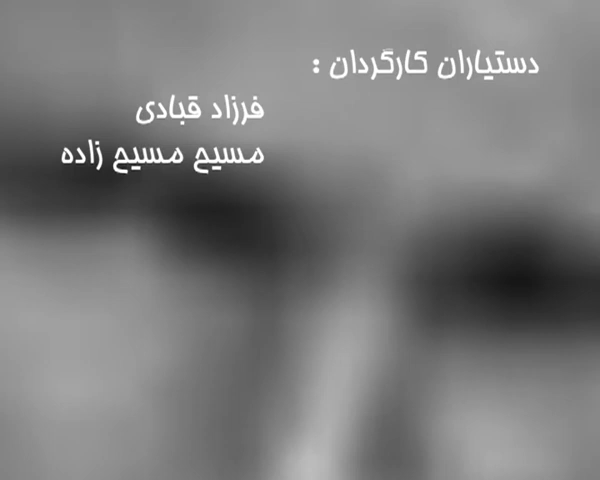 دستیاران کارگردان :
فرزاد قبادی
مسیح مسیح زاده